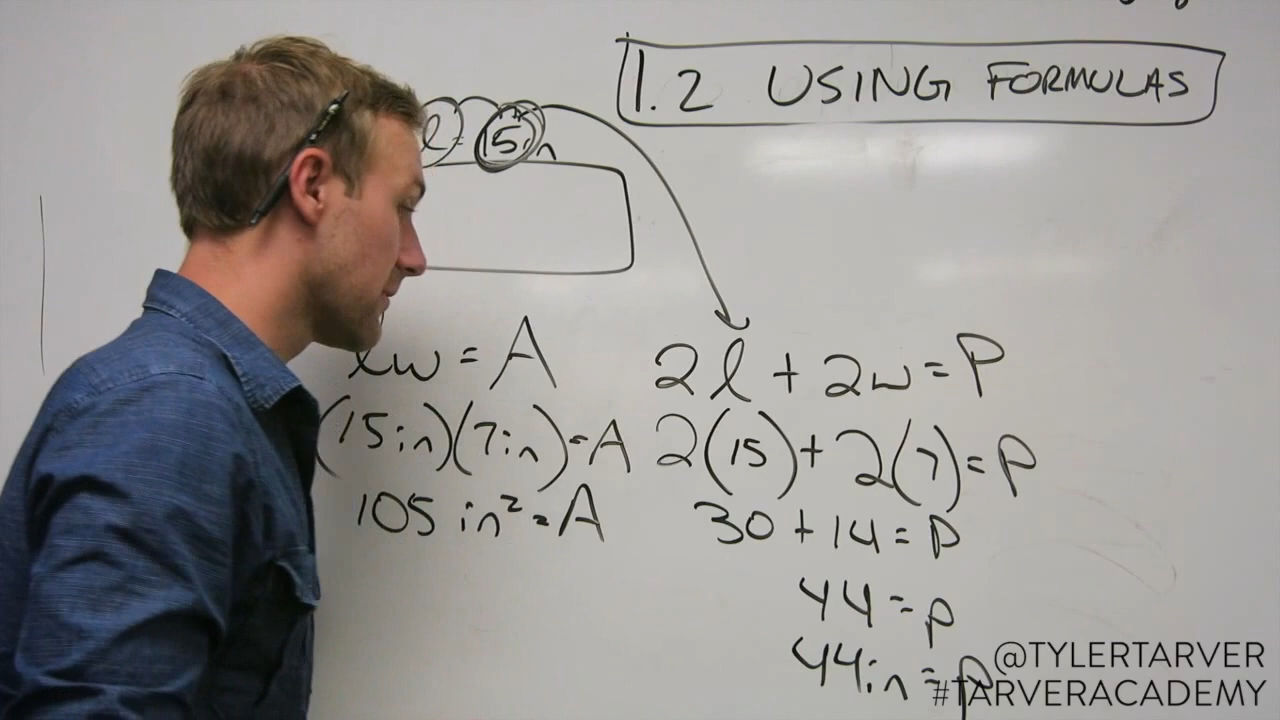 1.2 USING FORMULAS
l = 15in
lw = A
(15in)(7in) = A
105 in² = A
2l + 2w = P
2(15) + 2(7) = P
30 + 14 = P
44 = p
44in = p
@TYLERTARVER
#TARVERACADEMY